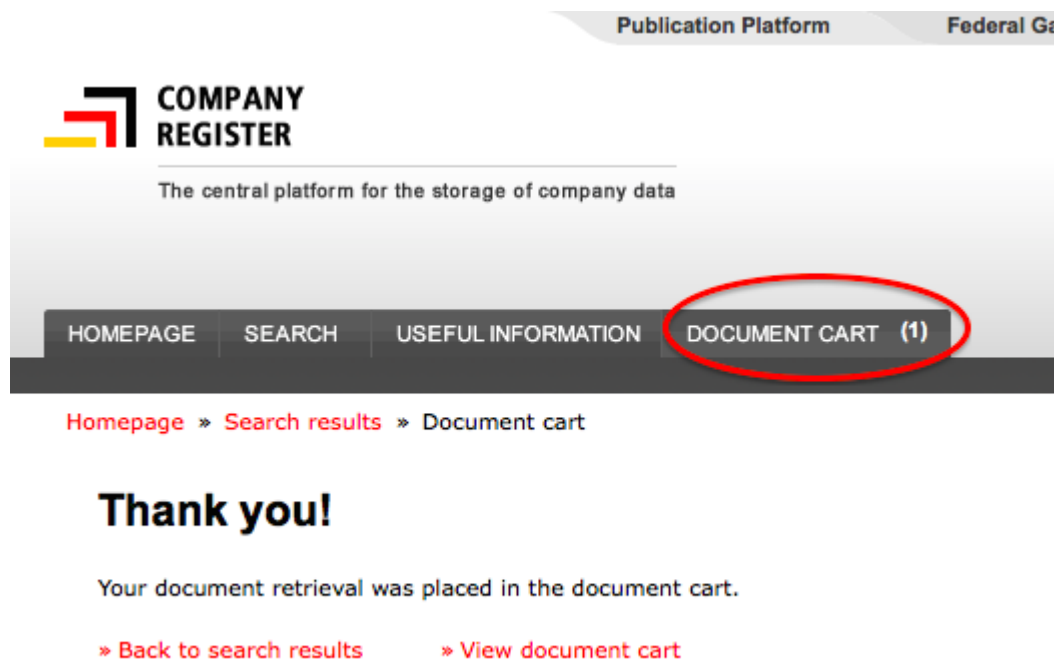 Publication Platform Federal Ga
COMPANY
REGISTER
The central platform for the storage of company data
HOMEPAGE SEARCH USEFUL INFORMATION DOCUMENT CART (1)
Homepage » Search results » Document cart
Thank you!
Your document retrieval was placed in the document cart.
» Back to search results » View document cart